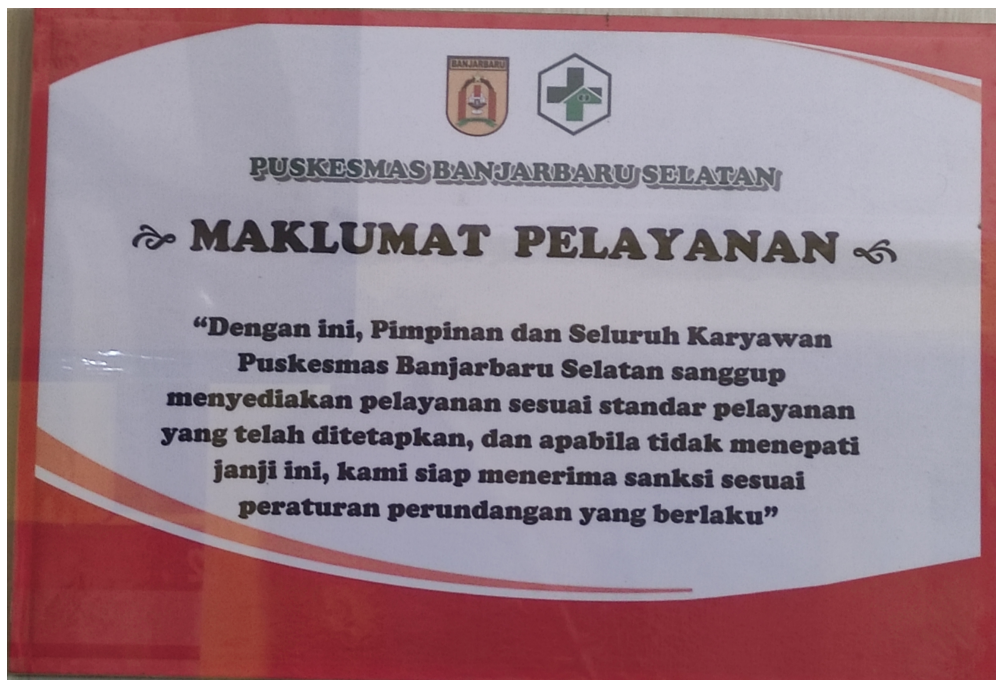 BANJARBARU
PUSKESMAS BANJARBARU SELATAN
MAKLUMAT PELAYANAN
“Dengan ini, Pimpinan dan Seluruh Karyawan
Puskesmas Banjarbaru Selatan sanggup
menyediakan pelayanan sesuai standar pelayanan
yang telah ditetapkan, dan apabila tidak menepati
janji ini, kami siap menerima sanksi sesuai
peraturan perundangan yang berlaku”